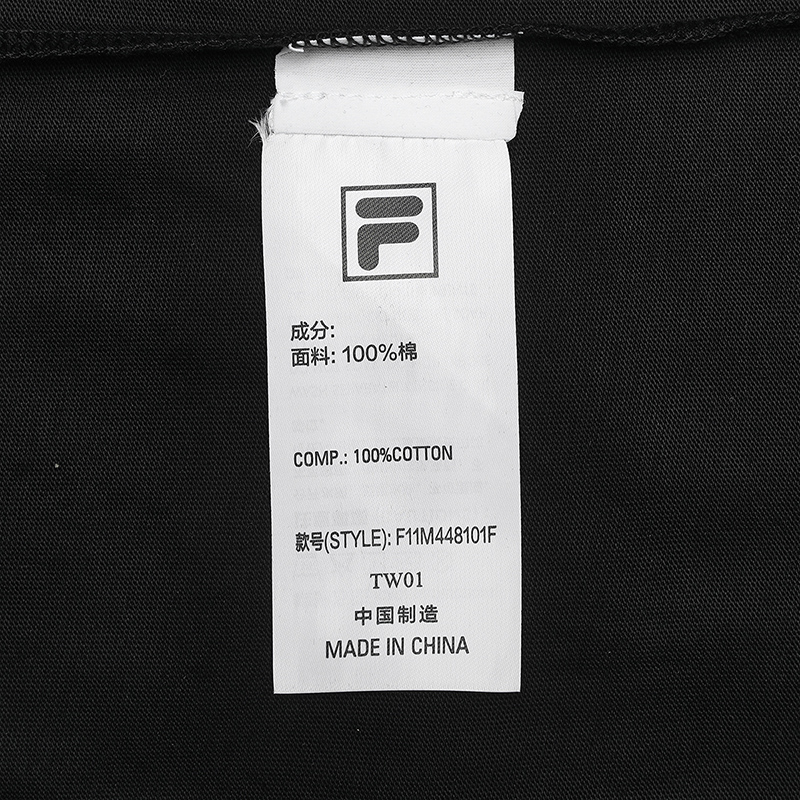 F
成分:
面料: 100%棉
COMP.: 100%COTTON
款号(STYLE): F11M448101F
TW01
中国制造
MADE IN CHINA